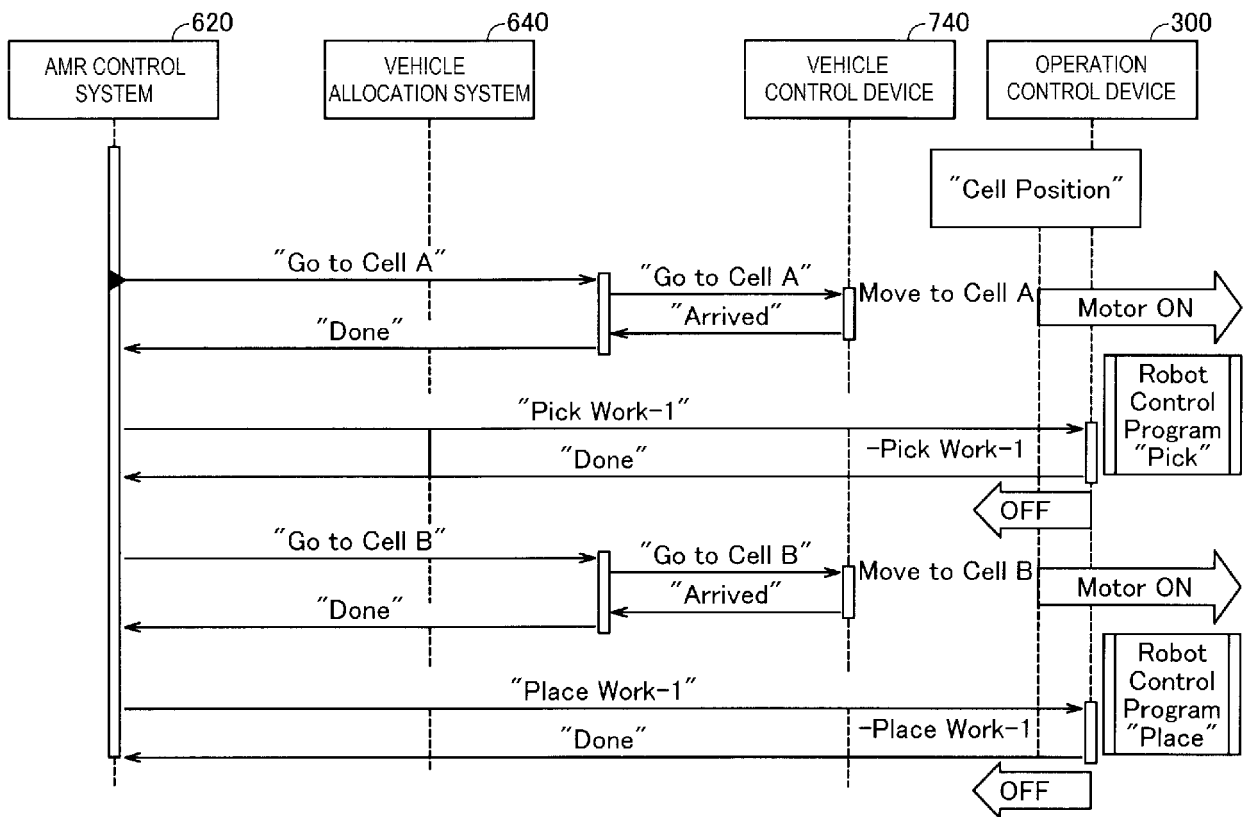 620
640
740
300
AMR CONTROL
SYSTEM
VEHICLE
ALLOCATION SYSTEM
VEHICLE
CONTROL DEVICE
OPERATION
CONTROL DEVICE
"Cell Position"
"Go to Cell A"
"Go to Cell A"
Move to Cell A
Motor ON
"Arrived"
"Done"
Robot
Control
Program
"Pick"
"Pick Work-1"
-Pick Work-1
"Done"
OFF
"Go to Cell B"
"Go to Cell B"
Move to Cell B
Motor ON
"Arrived"
"Done"
Robot
Control
Program
"Place"
"Place Work-1"
-Place Work-1
"Done"
OFF